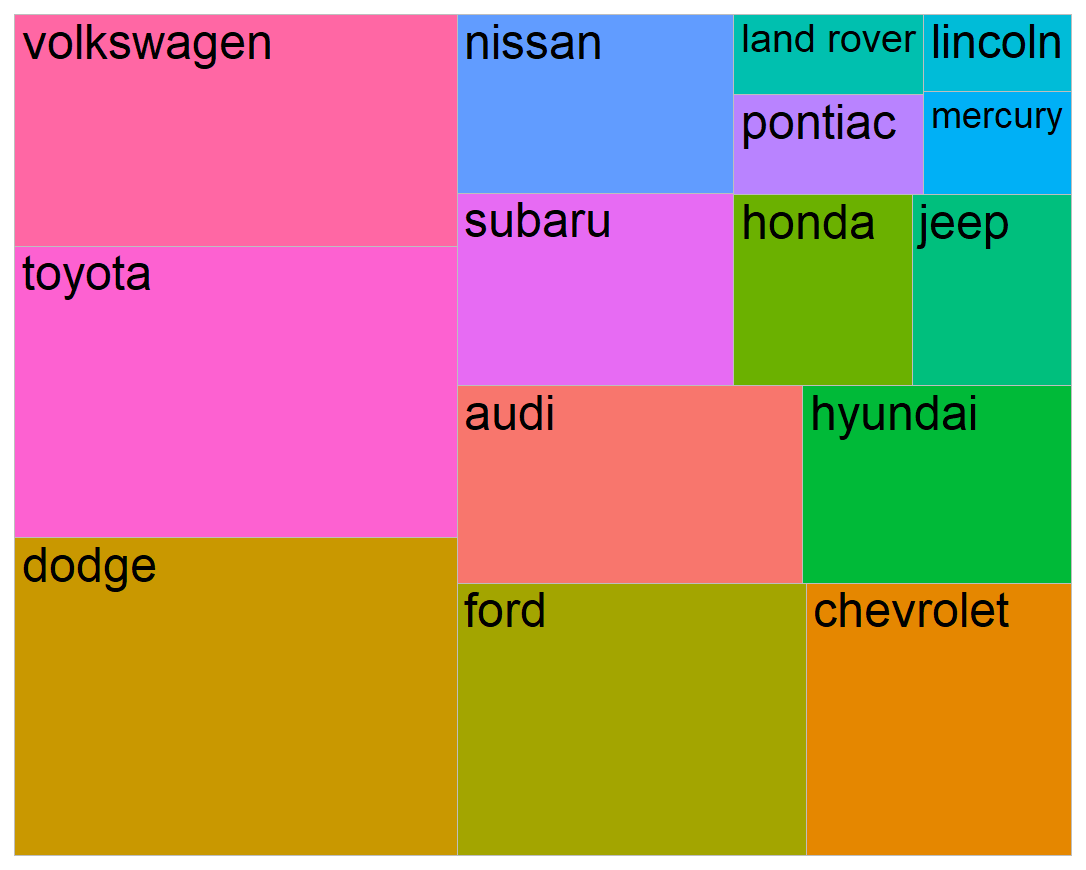 volkswagen
nissan
land rover
lincoln
pontiac
mercury
subaru
honda
jeep
toyota
audi
hyundai
dodge
ford
chevrolet